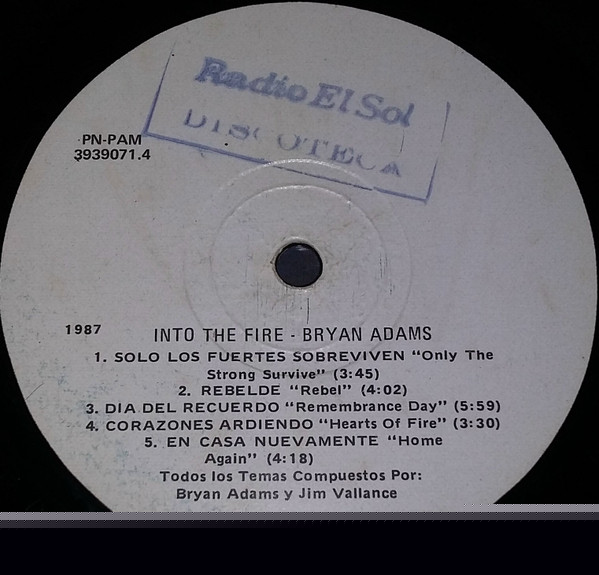 Radio El Sol
DISCOTECA
PN-PAM
3939071.4
1987
INTO THE FIRE - BRYAN ADAMS
1. SOLO LOS FUERTES SOBREVIVEN "Only The
Strong Survive" (3:45)
2. REBELDE "Rebel" (4:02)
3. DIA DEL RECUERDO "Remembrance Day" (5:59)
4. CORAZONES ARDIENDO "Hearts Of Fire" (3:30)
5. EN CASA NUEVAMENTE "Home
Again" (4:18)
Todos los Temas Compuestos Por:
Bryan Adams y Jim Vallance